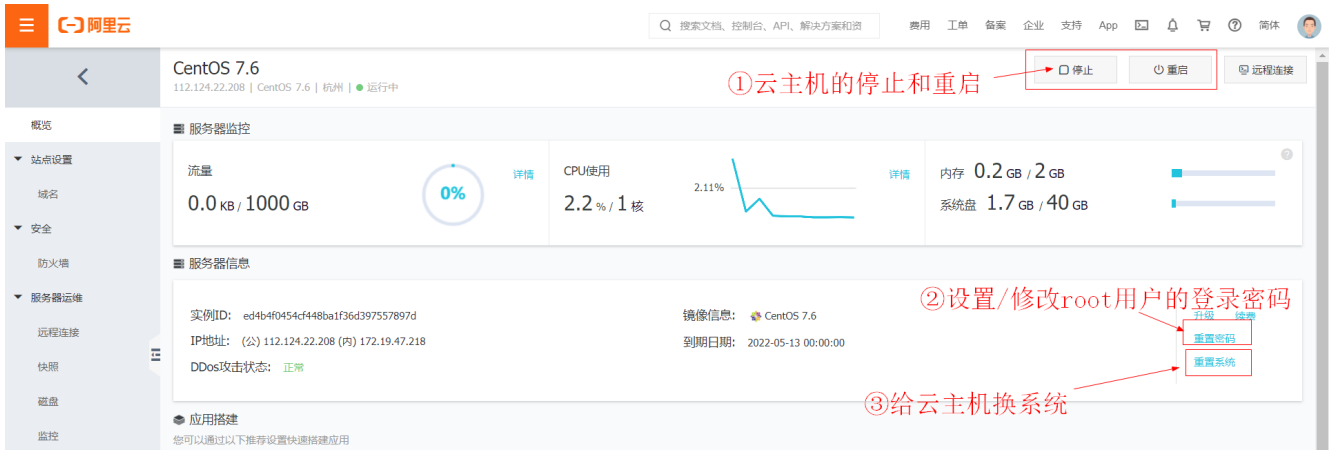 阿里云
搜索文档、控制台、API、解决方案和资
费用 工单 备案 企业 支持 App 简体
CentOS 7.6
112.124.22.208 | CentOS 7.6 | 杭州 | 运行中
①云主机的停止和重启
停止 重启 远程连接
概览
站点设置
域名
安全
防火墙
服务器运维
远程连接
快照
磁盘
监控
服务器监控
流量
0.0 KB / 1000 GB
0%
详情
CPU使用
2.2 % / 1 核
2.11%
详情
内存 0.2 GB / 2 GB
系统盘 1.7 GB / 40 GB
服务器信息
实例ID: ed4b4f0454cf448ba1f36d397557897d
IP地址: (公) 112.124.22.208 (内) 172.19.47.218
DDos攻击状态: 正常
镜像信息: CentOS 7.6
到期日期: 2022-05-13 00:00:00
②设置/修改root用户的登录密码
升级 续费
重置密码
重置系统
③给云主机换系统
应用搭建
您可以通过以下推荐设置快速搭建应用